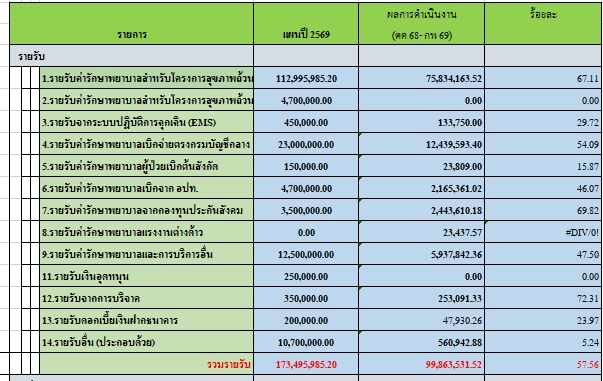 รายการ แผนปี 2569 ผลการดำเนินงาน (ตค 68- กพ 69) ร้อยละ
รายรับ
1.รายรับค่ารักษาพยาบาลสำหรับโครงการสุขภาพถ้วน 112,995,985.20 75,834,163.52 67.11
2.รายรับค่ารักษาพยาบาลสำหรับโครงการสุขภาพถ้วน 4,700,000.00 0.00 0.00
3.รายรับจากระบบปฏิบัติการฉุกเฉิน (EMS) 450,000.00 133,750.00 29.72
4.รายรับค่ารักษาพยาบาลเบิกจ่ายตรงกรมบัญชีกลาง 23,000,000.00 12,439,593.40 54.09
5.รายรับค่ารักษาพยาบาลผู้ป่วยเบิกต้นสังกัด 150,000.00 23,809.00 15.87
6.รายรับค่ารักษาพยาบาลเบิกจาก อปท. 4,700,000.00 2,165,361.02 46.07
7.รายรับค่ารักษาพยาบาลจากกองทุนประกันสังคม 3,500,000.00 2,443,610.18 69.82
8.รายรับค่ารักษาพยาบาลแรงงานต่างด้าว 0.00 23,437.57 #DIV/0!
9.รายรับค่ารักษาพยาบาลและการบริการอื่น 12,500,000.00 5,937,842.36 47.50
11.รายรับเงินอุดหนุน 250,000.00 0.00 0.00
12.รายรับจากการบริจาค 350,000.00 253,091.33 72.31
13.รายรับดอกเบี้ยเงินฝากธนาคาร 200,000.00 47,930.26 23.97
14.รายรับอื่น (ประกอบด้วย) 10,700,000.00 560,942.88 5.24
รวมรายรับ 173,495,985.20 99,863,531.52 57.56